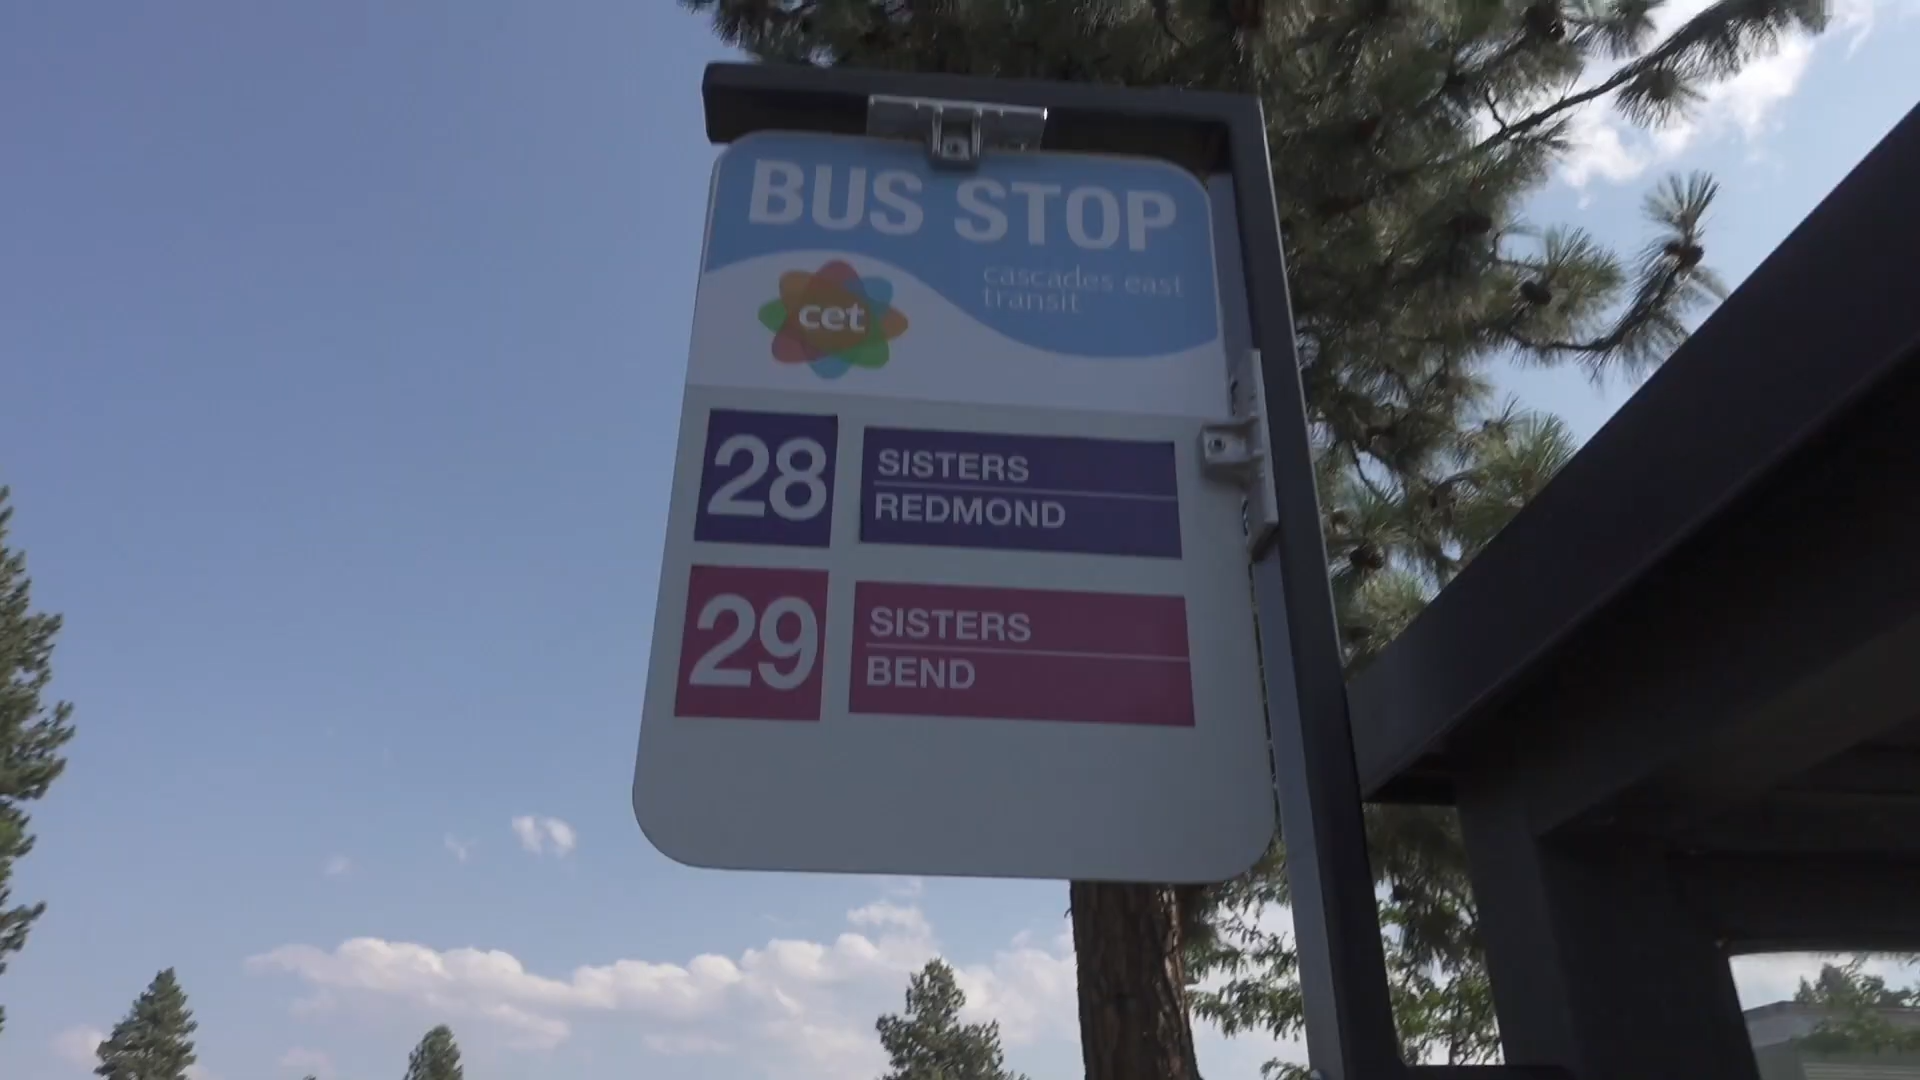 BUS STOP
cascades east
transit
cet
28
SISTERS
REDMOND
29
SISTERS
BEND